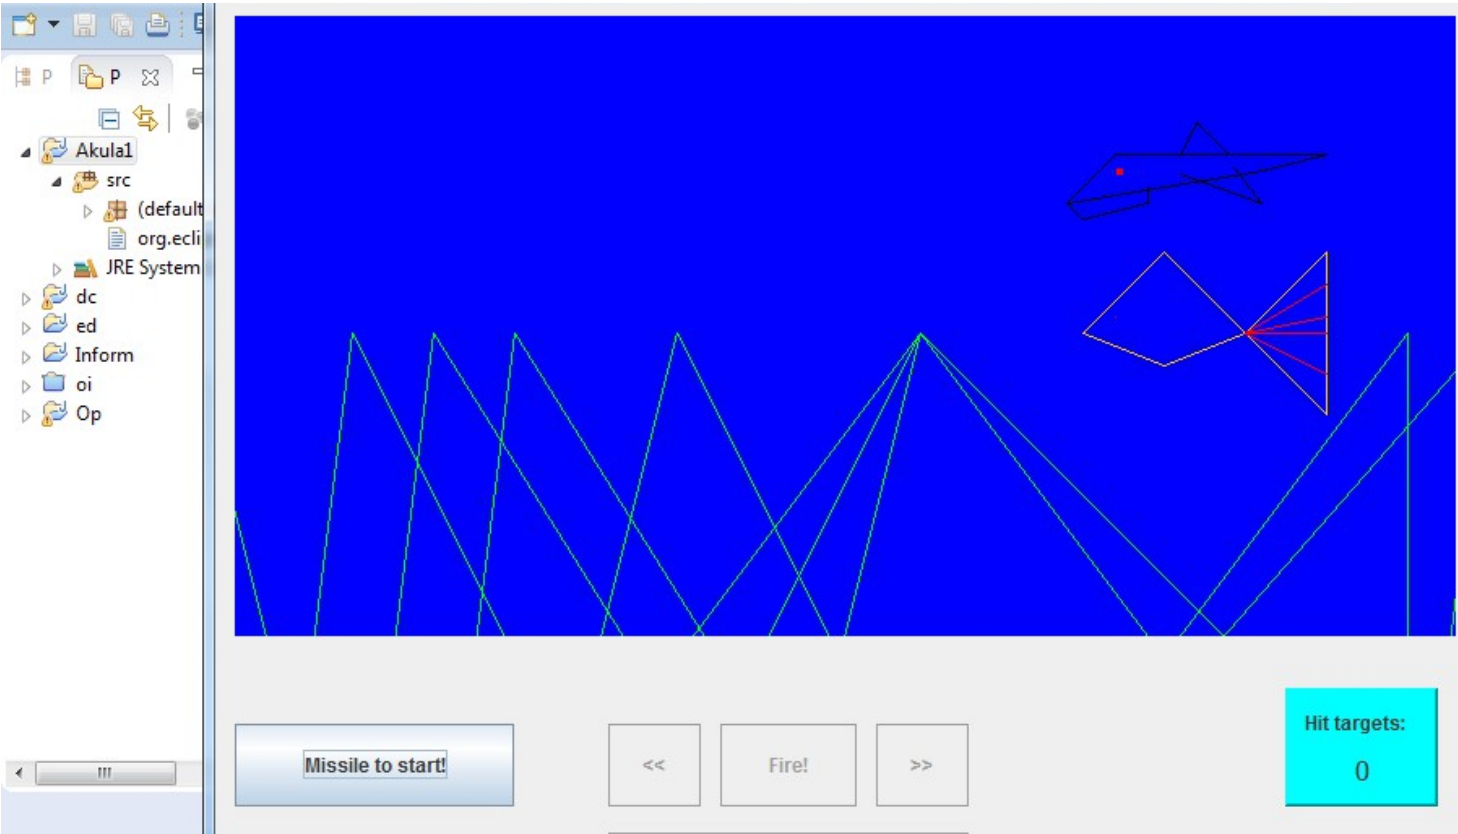 P P
Akula1
src
(default
org.ecli
JRE System
dc
ed
Inform
oi
Op
Missile to start!
<< Fire! >>
Hit targets:
0